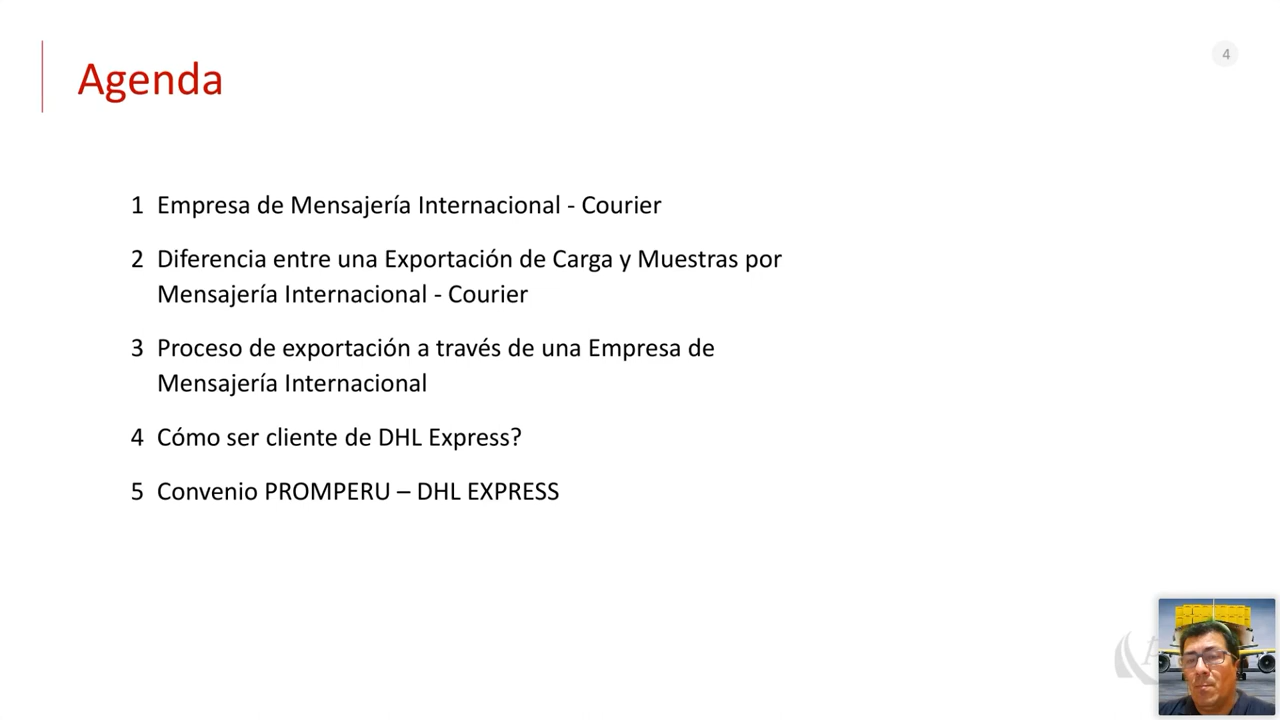 4
Agenda
1 Empresa de Mensajería Internacional - Courier
2 Diferencia entre una Exportación de Carga y Muestras por
Mensajería Internacional - Courier
3 Proceso de exportación a través de una Empresa de
Mensajería Internacional
4 Cómo ser cliente de DHL Express?
5 Convenio PROMPERU – DHL EXPRESS